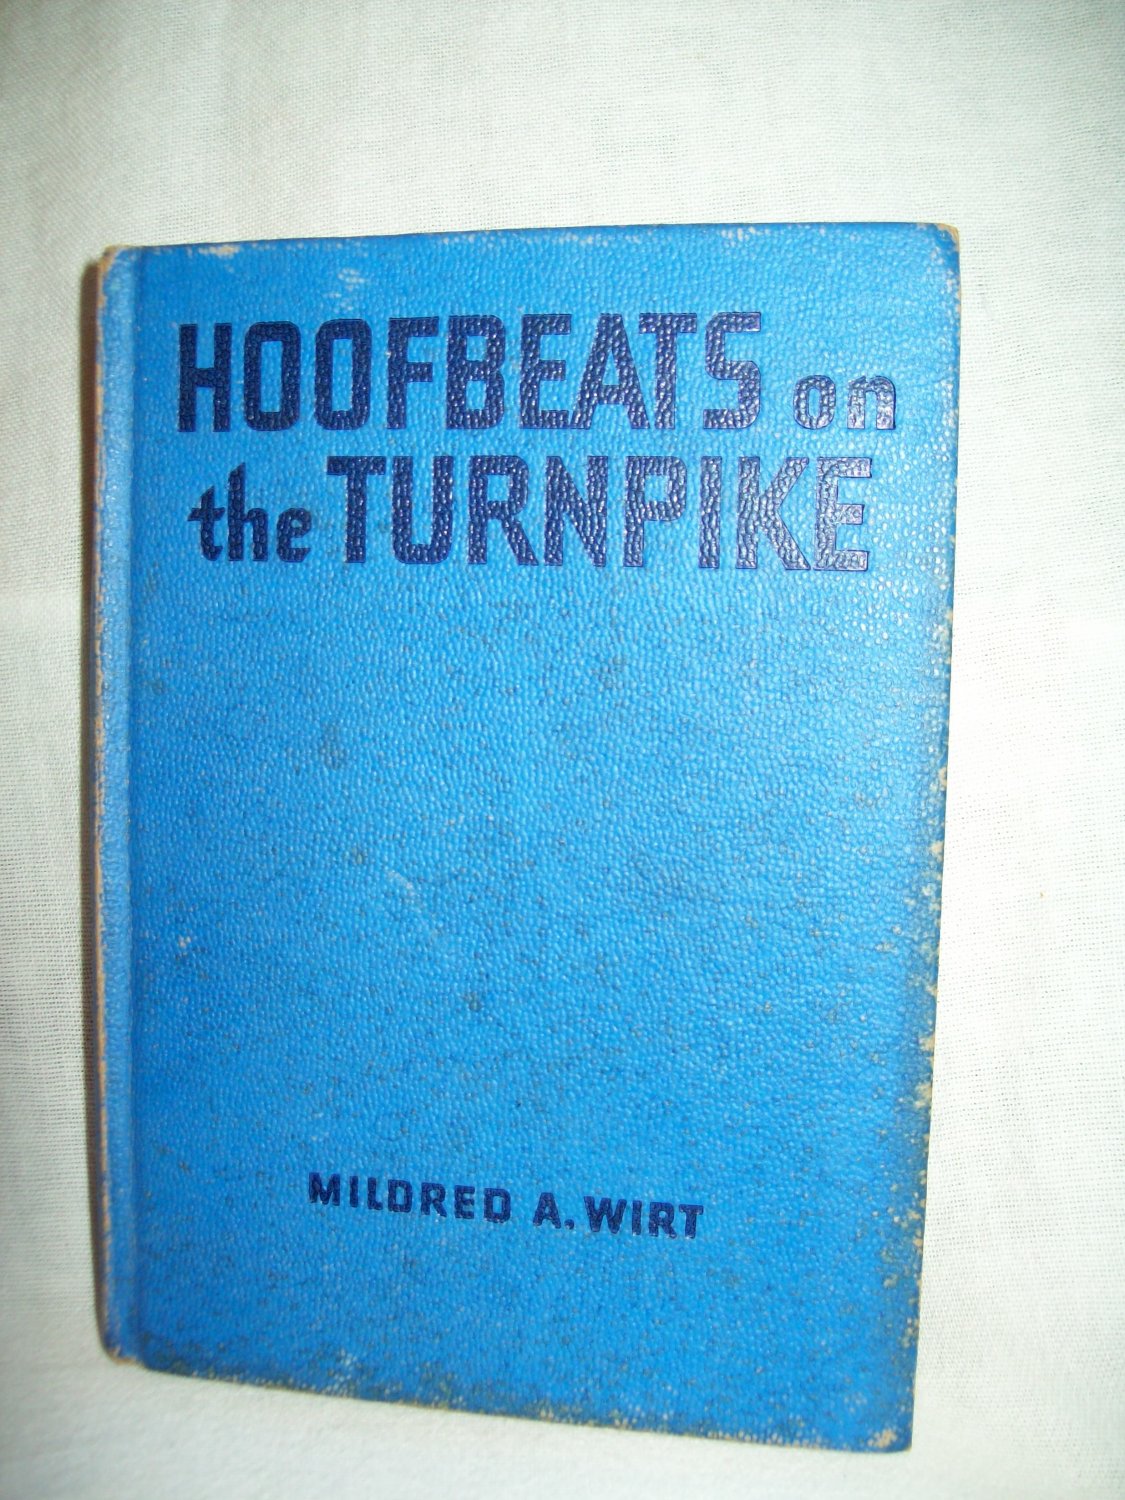 HOOFBEATS on
the TURNPIKE
MILDRED A. WIRT